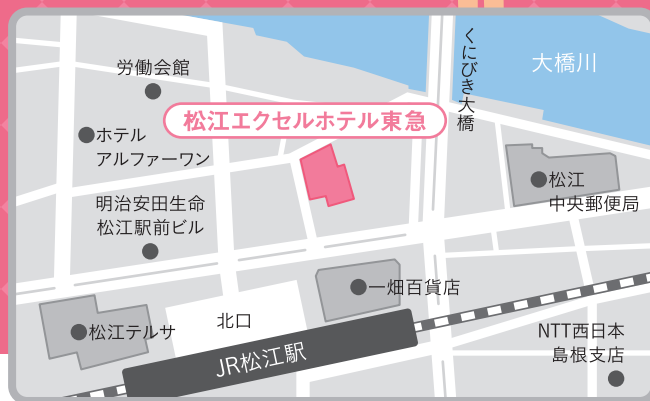 労働会館
くにびき大橋
大橋川
松江エクセルホテル東急
ホテル
アルファーワン
松江
中央郵便局
明治安田生命
松江駅前ビル
一畑百貨店
松江テルサ
北口
JR松江駅
NTT西日本
島根支店